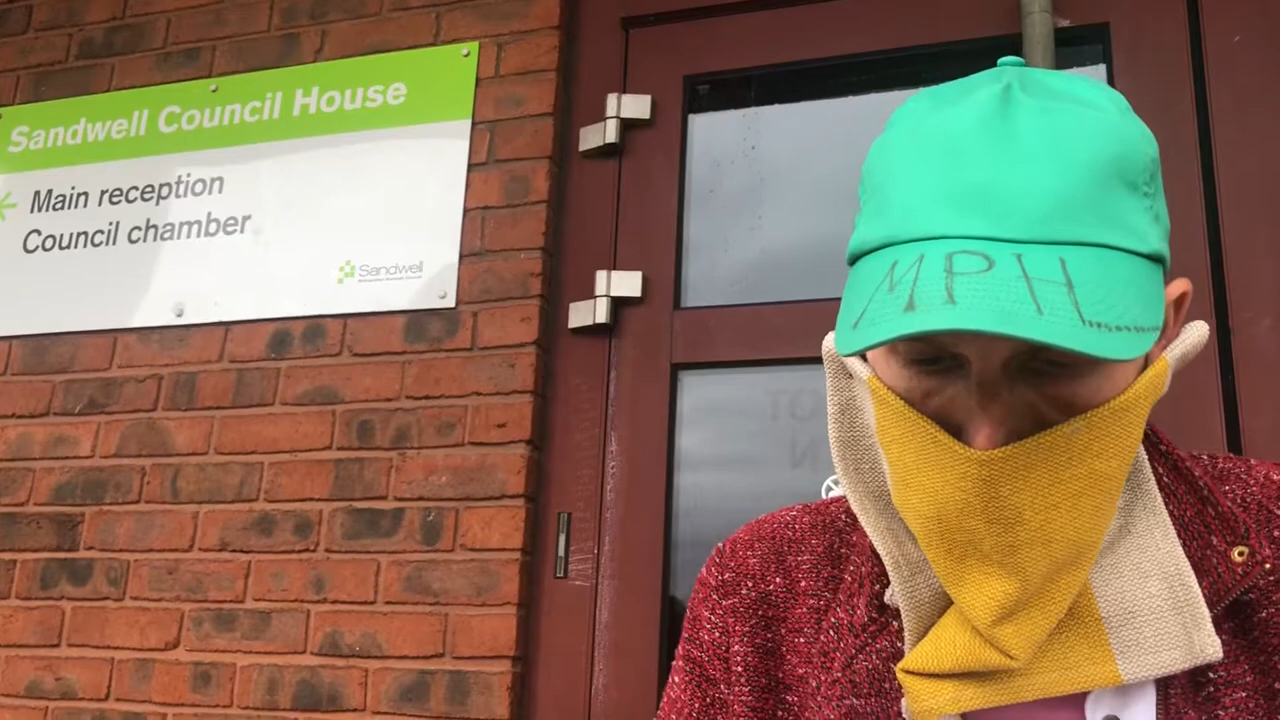 Sandwell Council House
Main reception
Council chamber
Sandwell
MPH